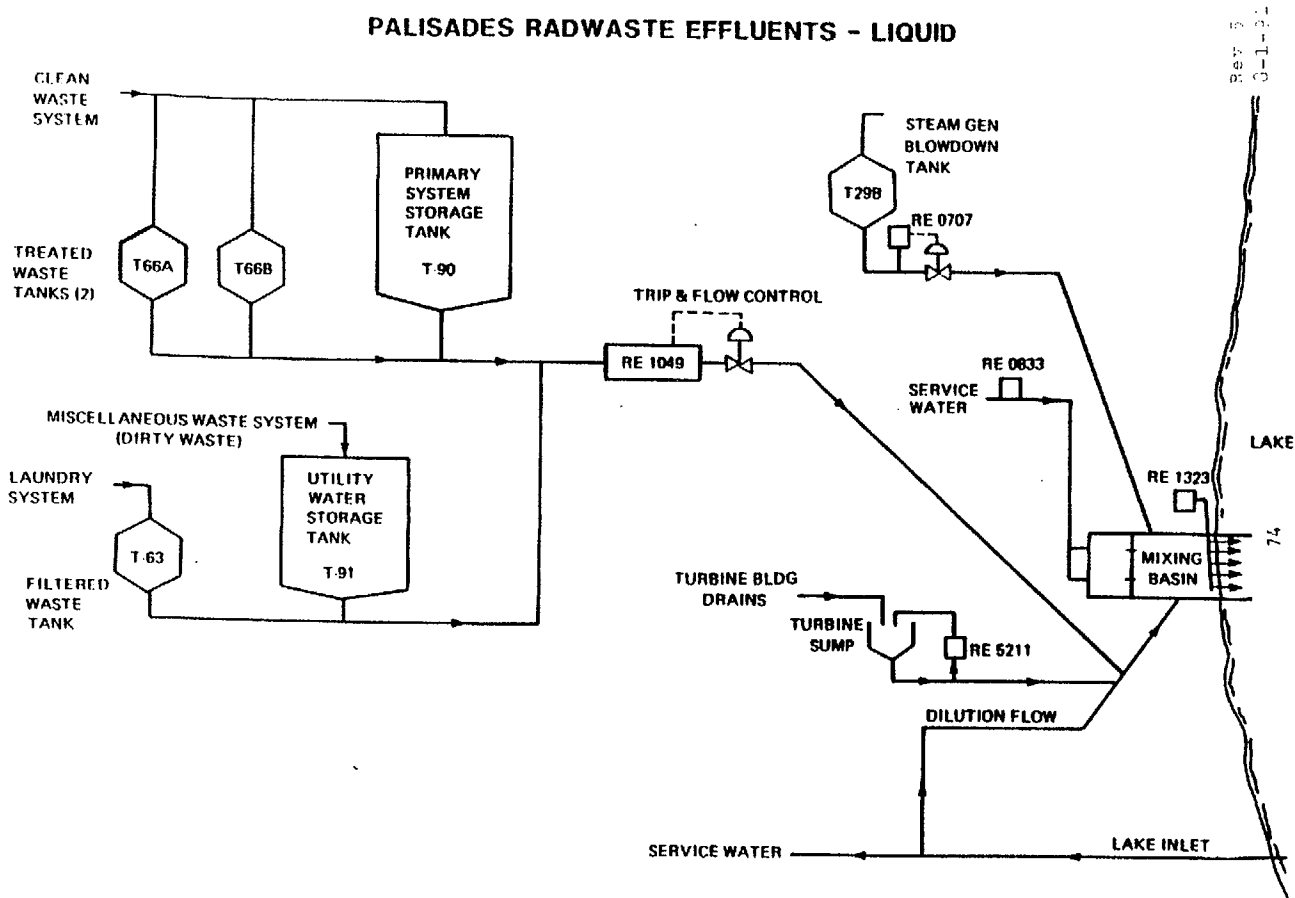 PALISADES RADWASTE EFFLUENTS - LIQUID
CLEAN
WASTE
SYSTEM
PRIMARY
SYSTEM
STORAGE
TANK
T-90
TREATED
WASTE
TANKS (2)
T66A
T66B
STEAM GEN
BLOWDOWN
TANK
T29B
RE 0707
TRIP & FLOW CONTROL
RE 1049
RE 0833
SERVICE
WATER
LAKE
RE 1323
MIXING
BASIN
74
MISCELLANEOUS WASTE SYSTEM
(DIRTY WASTE)
LAUNDRY
SYSTEM
UTILITY
WATER
STORAGE
TANK
T-91
T-63
FILTERED
WASTE
TANK
TURBINE BLDG
DRAINS
TURBINE
SUMP
RE 5211
DILUTION FLOW
SERVICE WATER
LAKE INLET